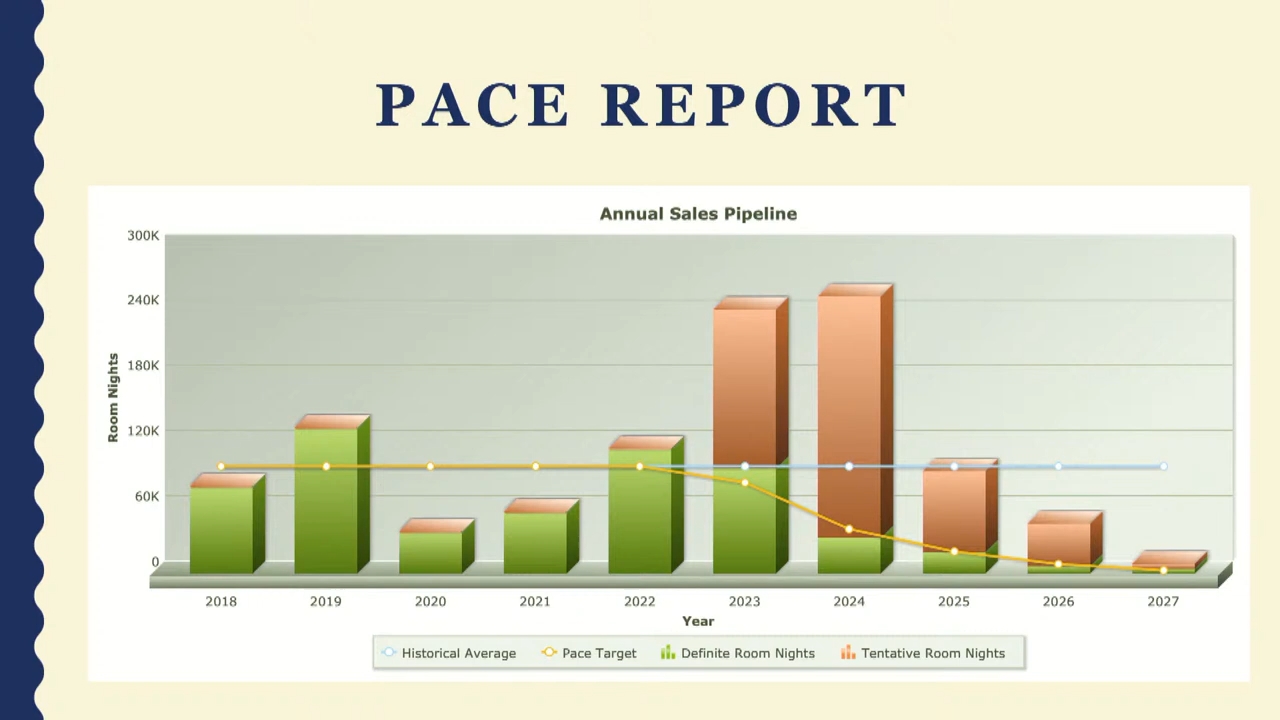 PACE REPORT
Annual Sales Pipeline
300K
240K
180K
120K
60K
0
Room Nights
2018 2019 2020 2021 2022 2023 2024 2025 2026 2027
Year
Historical Average Pace Target Definite Room Nights Tentative Room Nights